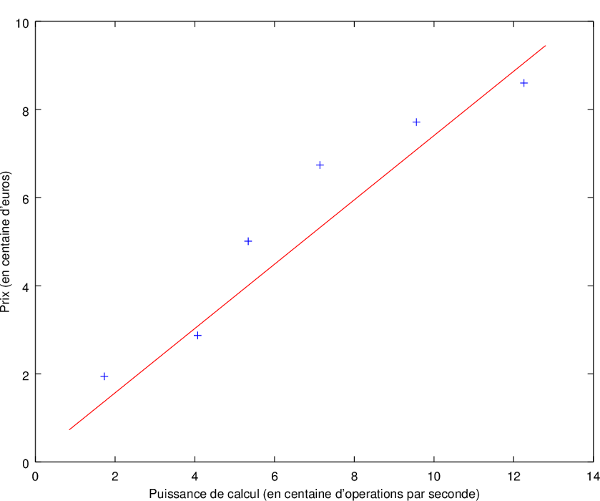 10
8
6
4
2
0
Prix (en centaine d'euros)
0 2 4 6 8 10 12 14
Puissance de calcul (en centaine d'operations par seconde)